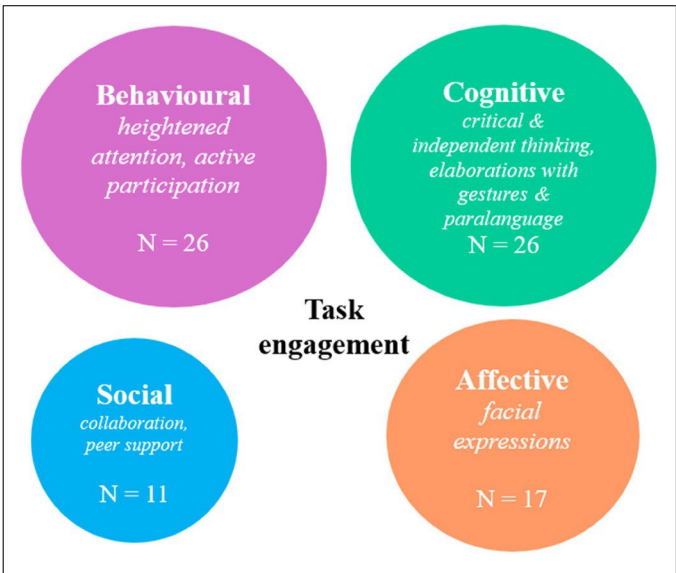 Behavioural
heightened
attention, active
participation
N = 26
Cognitive
critical &
independent thinking,
elaborations with
gestures &
paralanguage
N = 26
Task
engagement
Social
collaboration,
peer support
N = 11
Affective
facial
expressions
N = 17